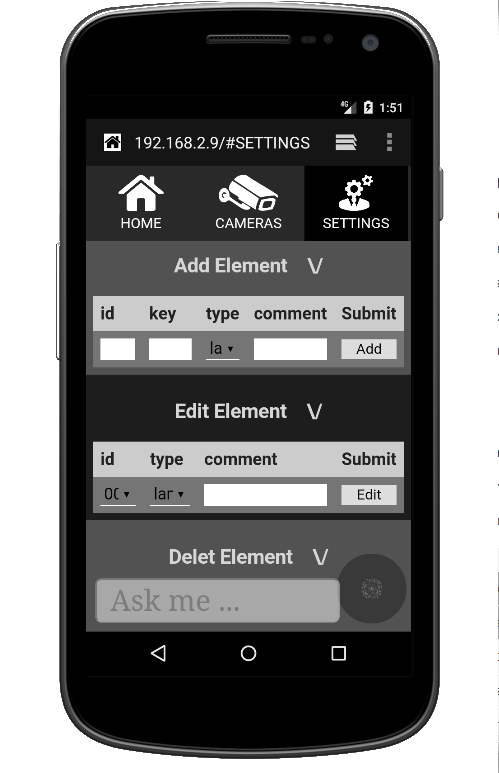 4G 1:51
192.168.2.9/#SETTINGS
HOME CAMERAS SETTINGS
Add Element \/
id key type comment Submit
la Add
Edit Element \/
id type comment Submit
00 lar Edit
Delet Element \/
Ask me ...